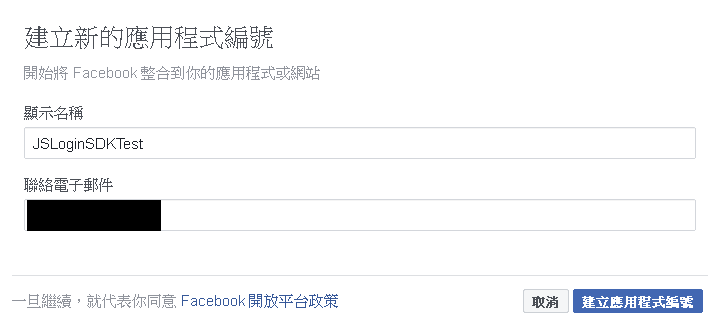 建立新的應用程式編號
開始將 Facebook 整合到你的應用程式或網站
顯示名稱
JSLoginSDKTest
聯絡電子郵件
一旦繼續，就代表你同意 Facebook 開放平台政策
取消
建立應用程式編號